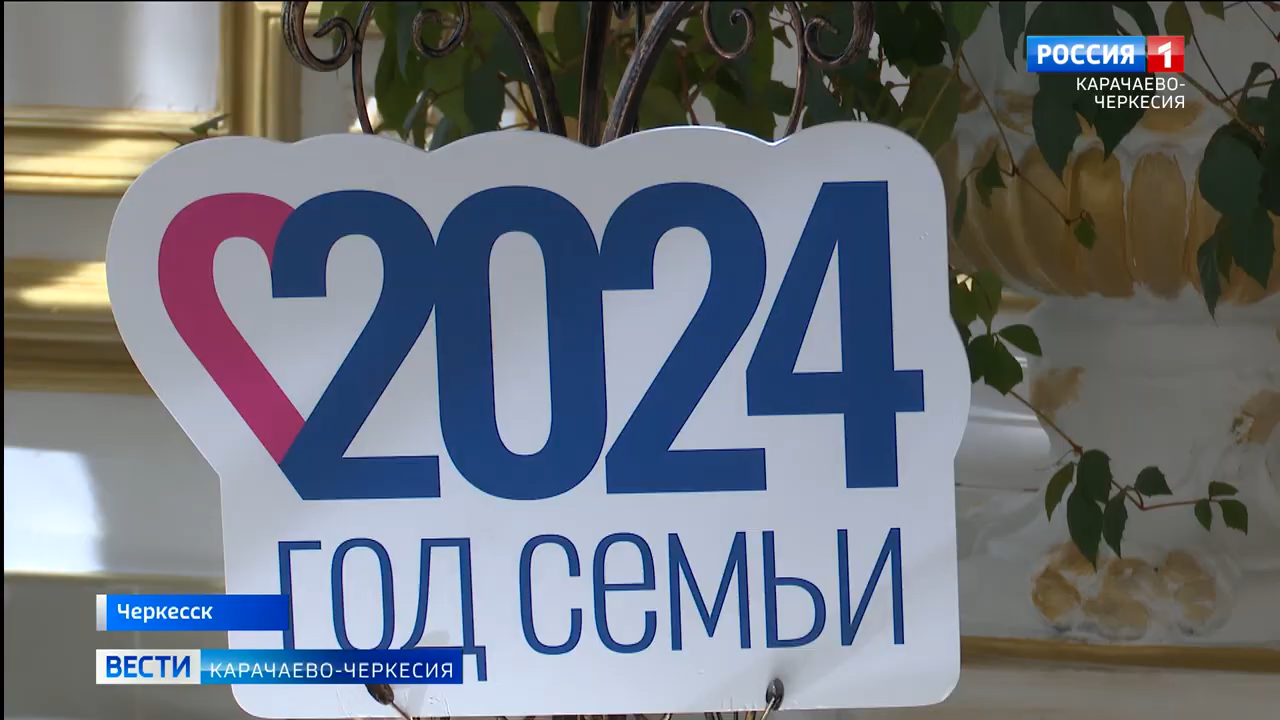 РОССИЯ 1
КАРАЧАЕВО-
ЧЕРКЕСИЯ
2024
ГОД СЕМЬИ
Черкесск
ВЕСТИ КАРАЧАЕВО-ЧЕРКЕСИЯ